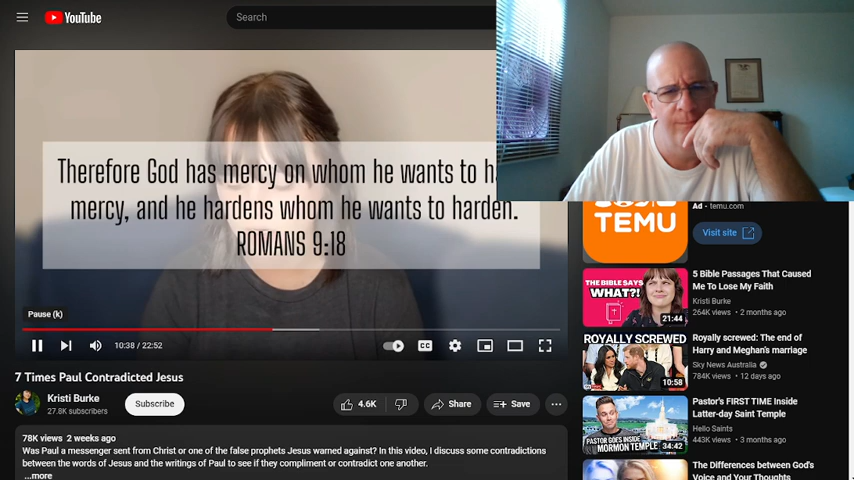 YouTube
Search
Therefore God has mercy on whom he wants to h
mercy, and he hardens whom he wants to harden.
ROMANS 9:18
Pause (k)
10:38 / 22:52
CC
7 Times Paul Contradicted Jesus
Kristi Burke
27.8K subscribers
Subscribe
4.6K
Share
Save
78K views 2 weeks ago
Was Paul a messenger sent from Christ or one of the false prophets Jesus warned against? In this video, I discuss some contradictions
between the words of Jesus and the writings of Paul to see if they compliment or contradict one another.
...more
TEMU
Ad · temu.com
Visit site
THE BIBLE SAYS
WHAT?!
21:44
5 Bible Passages That Caused
Me To Lose My Faith
Kristi Burke
264K views · 2 months ago
ROYALLY SCREWED
10:58
Royally screwed: The end of
Harry and Meghan's marriage
Sky News Australia
784K views · 12 days ago
PASTOR GOES INSIDE
MORMON TEMPLE
34:42
Pastor's FIRST TIME Inside
Latter-day Saint Temple
Hello Saints
443K views · 3 months ago
The Differences between God's
Voice and Your Thoughts